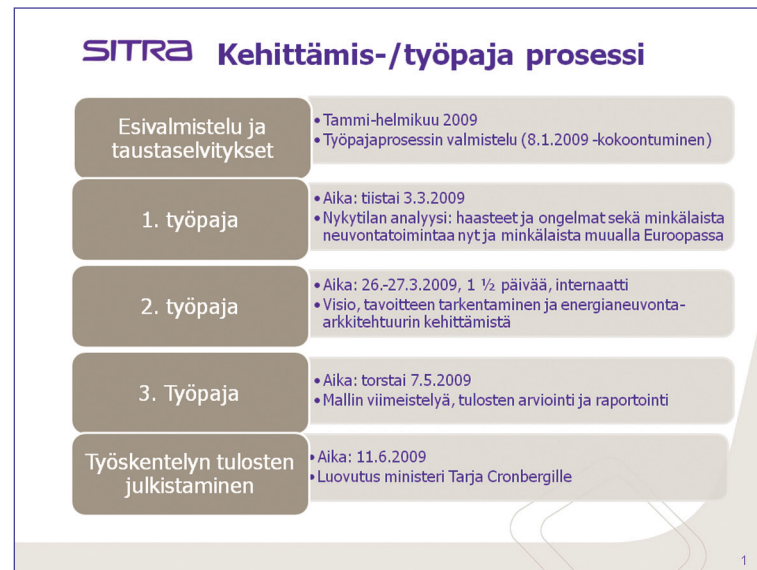 SITRA Kehittämis-/työpaja prosessi
Esivalmistelu ja
taustaselvitykset
• Tammi-helmikuu 2009
• Työpajaprosessin valmistelu (8.1.2009 -kokoontuminen)
1. työpaja
• Aika: tiistai 3.3.2009
• Nykytilan analyysi: haasteet ja ongelmat sekä minkälaista
neuvontatoimintaa nyt ja minkälaista muualla Euroopassa
2. työpaja
• Aika: 26.-27.3.2009, 1 ½ päivää, internaatti
• Visio, tavoitteen tarkentaminen ja energianeuvonta-
arkkitehtuurin kehittämistä
3. Työpaja
• Aika: torstai 7.5.2009
• Mallin viimeistelyä, tulosten arviointi ja raportointi
Työskentelyn tulosten
julkistaminen
• Aika: 11.6.2009
• Luovutus ministeri Tarja Cronbergille
1